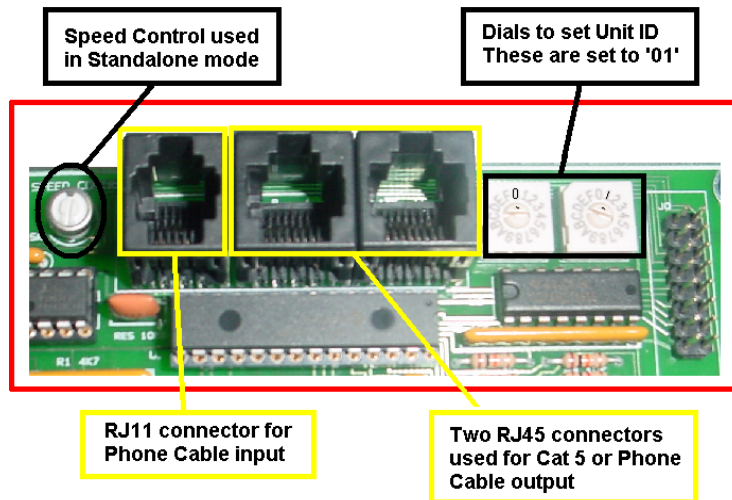 Speed Control used
in Standalone mode
Dials to set Unit ID
These are set to '01'
SPEED
0
/
J6
RES 10
R1 4K7
RJ11 connector for
Phone Cable input
Two RJ45 connectors
used for Cat 5 or Phone
Cable output